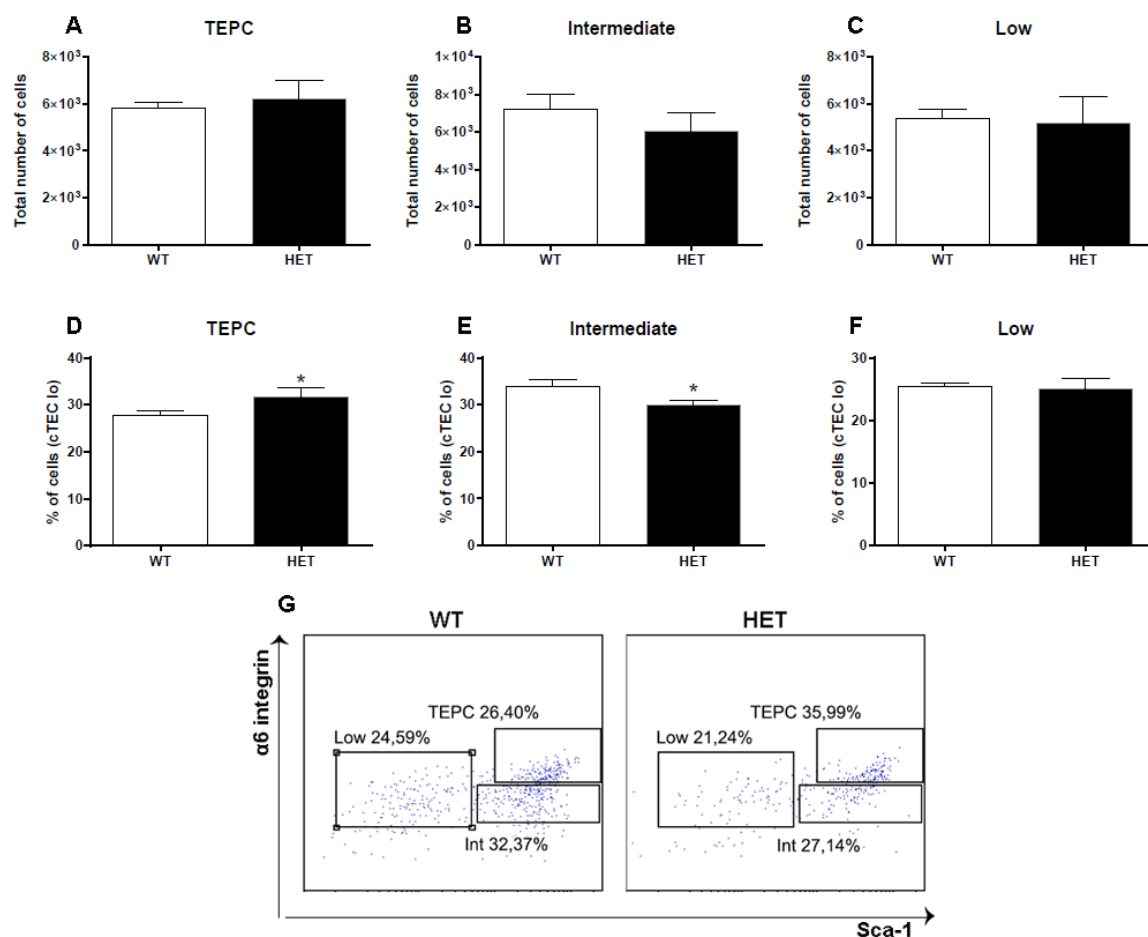 A
TEPC
Total number of cells
8×10³
6×10³
4×10³
2×10³
0
WT
HET
B
Intermediate
Total number of cells
1×10⁴
8×10³
6×10³
4×10³
2×10³
0
WT
HET
C
Low
Total number of cells
8×10³
6×10³
4×10³
2×10³
0
WT
HET
D
TEPC
% of cells (cTEC lo)
40
30
20
10
0
*
WT
HET
E
Intermediate
% of cells (cTEC lo)
40
30
20
10
0
*
WT
HET
F
Low
% of cells (cTEC lo)
30
20
10
0
WT
HET
G
WT
HET
α6 integrin
TEPC 26,40%
Low 24,59%
Int 32,37%
TEPC 35,99%
Low 21,24%
Int 27,14%
Sca-1